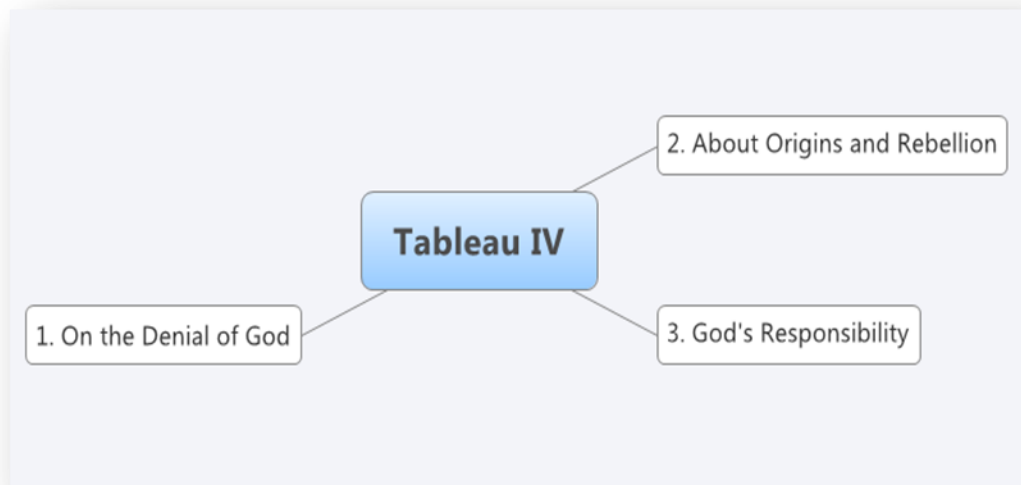 2. About Origins and Rebellion
Tableau IV
1. On the Denial of God
3. God's Responsibility